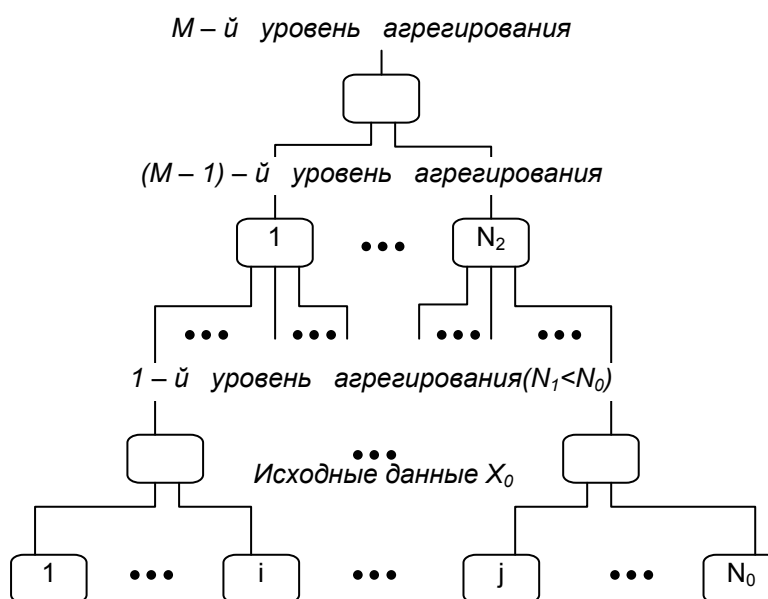 M – й уровень агрегирования
(M – 1) – й уровень агрегирования
1 ••• N₂
••• ••• ••• •••
1 – й уровень агрегирования(N₁<N₀)
•••
Исходные данные X₀
1 ••• i ••• j ••• N₀